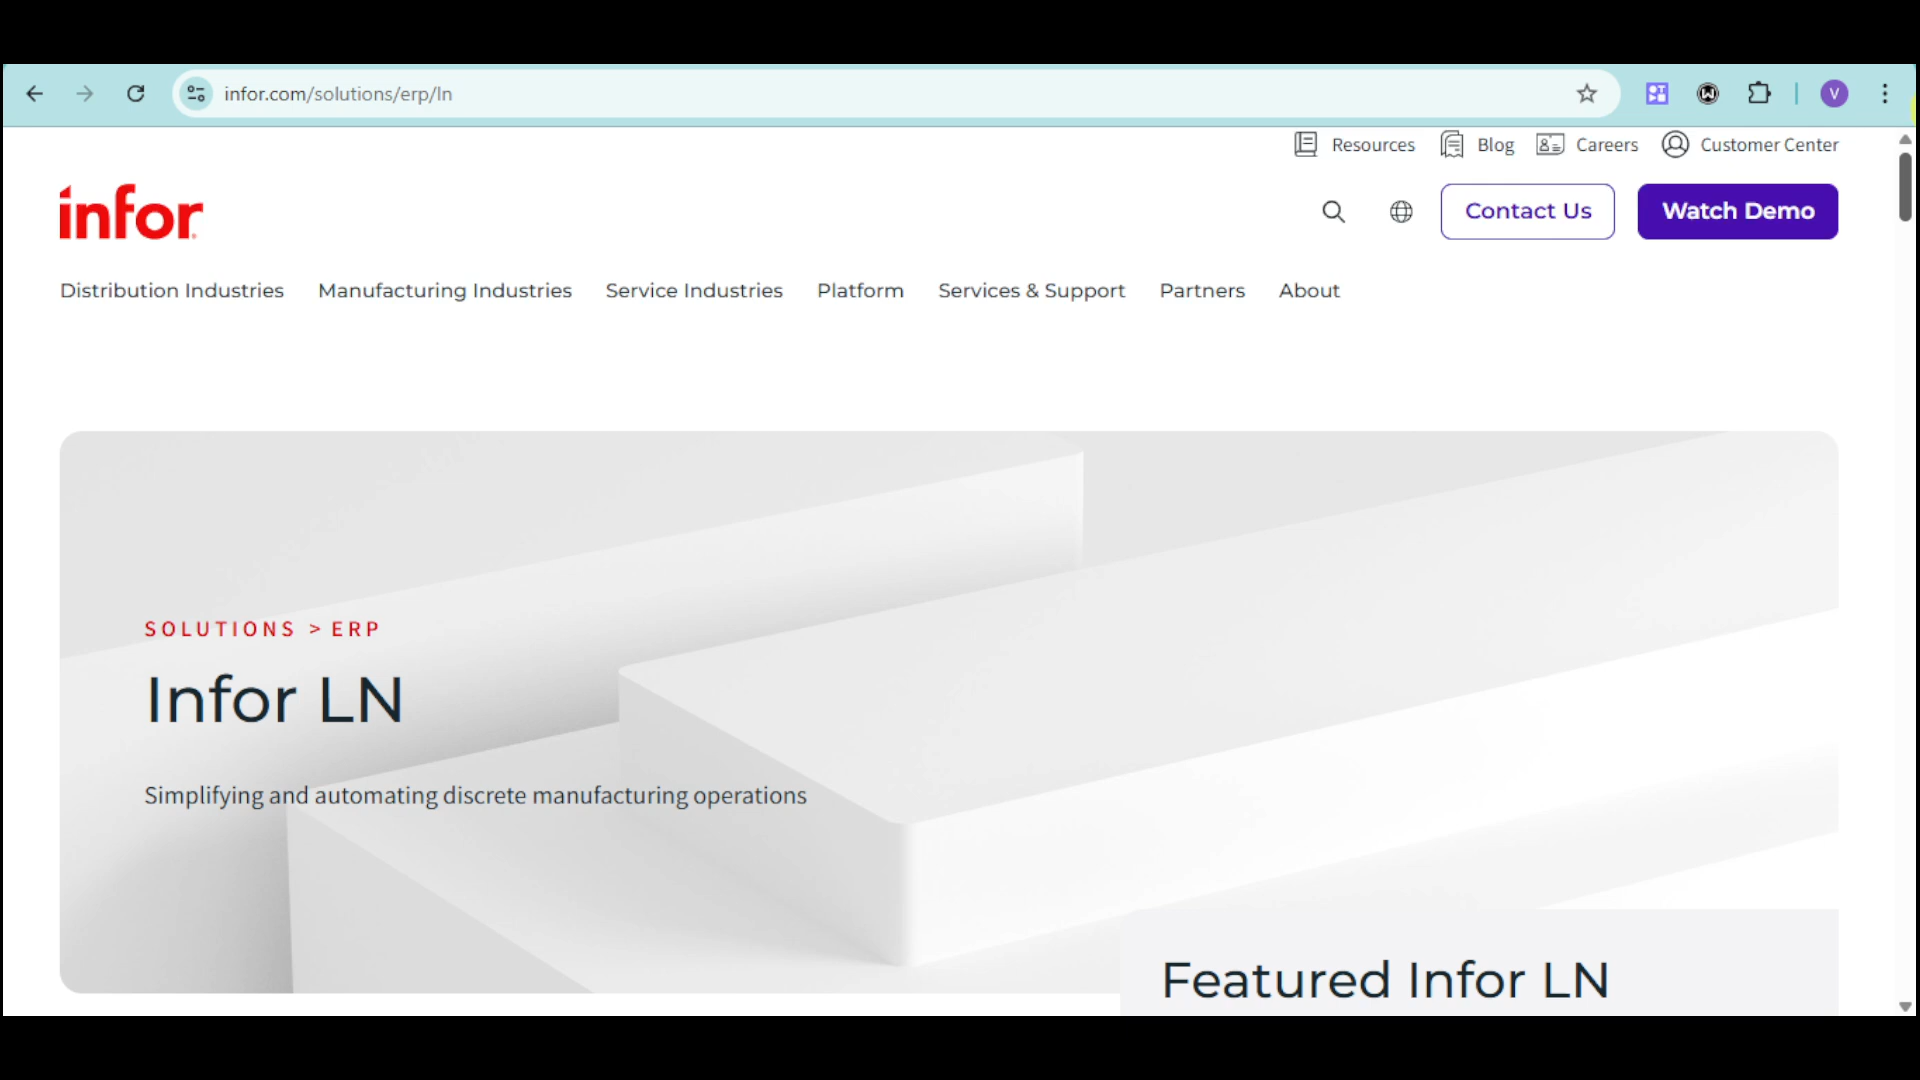 infor.com/solutions/erp/ln
V
Resources Blog Careers Customer Center
infor
Contact Us Watch Demo
Distribution Industries Manufacturing Industries Service Industries Platform Services & Support Partners About
SOLUTIONS > ERP
Infor LN
Simplifying and automating discrete manufacturing operations
Featured Infor LN